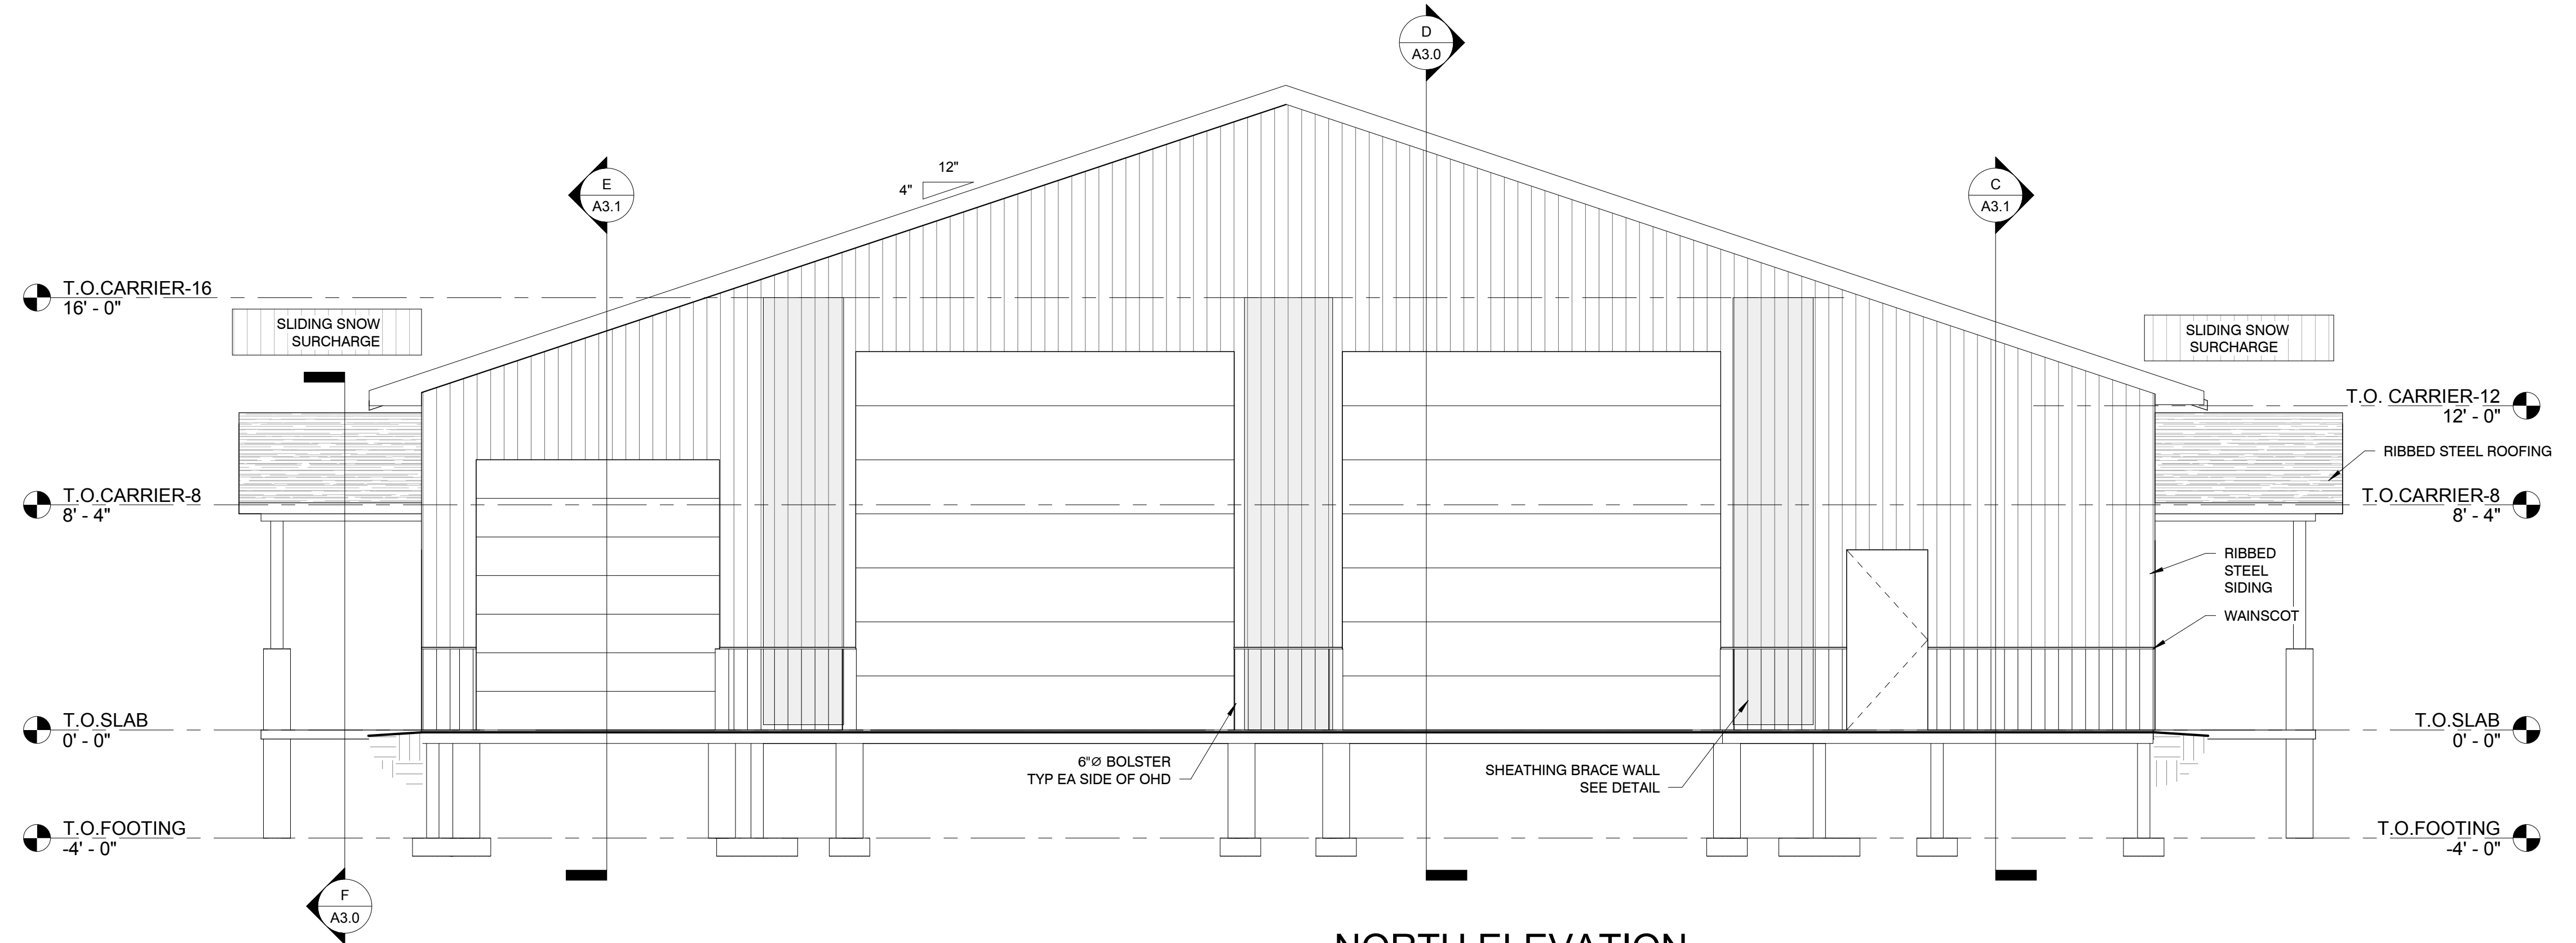 D
A3.0
E
A3.1
12"
4"
C
A3.1
T.O.CARRIER-16
16' - 0"
SLIDING SNOW
SURCHARGE
SLIDING SNOW
SURCHARGE
T.O. CARRIER-12
12' - 0"
RIBBED STEEL ROOFING
T.O.CARRIER-8
8' - 4"
T.O.CARRIER-8
8' - 4"
RIBBED
STEEL
SIDING
WAINSCOT
T.O.SLAB
0' - 0"
T.O.SLAB
0' - 0"
6"Ø BOLSTER
TYP EA SIDE OF OHD
SHEATHING BRACE WALL
SEE DETAIL
T.O.FOOTING
-4' - 0"
T.O.FOOTING
-4' - 0"
F
A3.0
NORTH ELEVATION